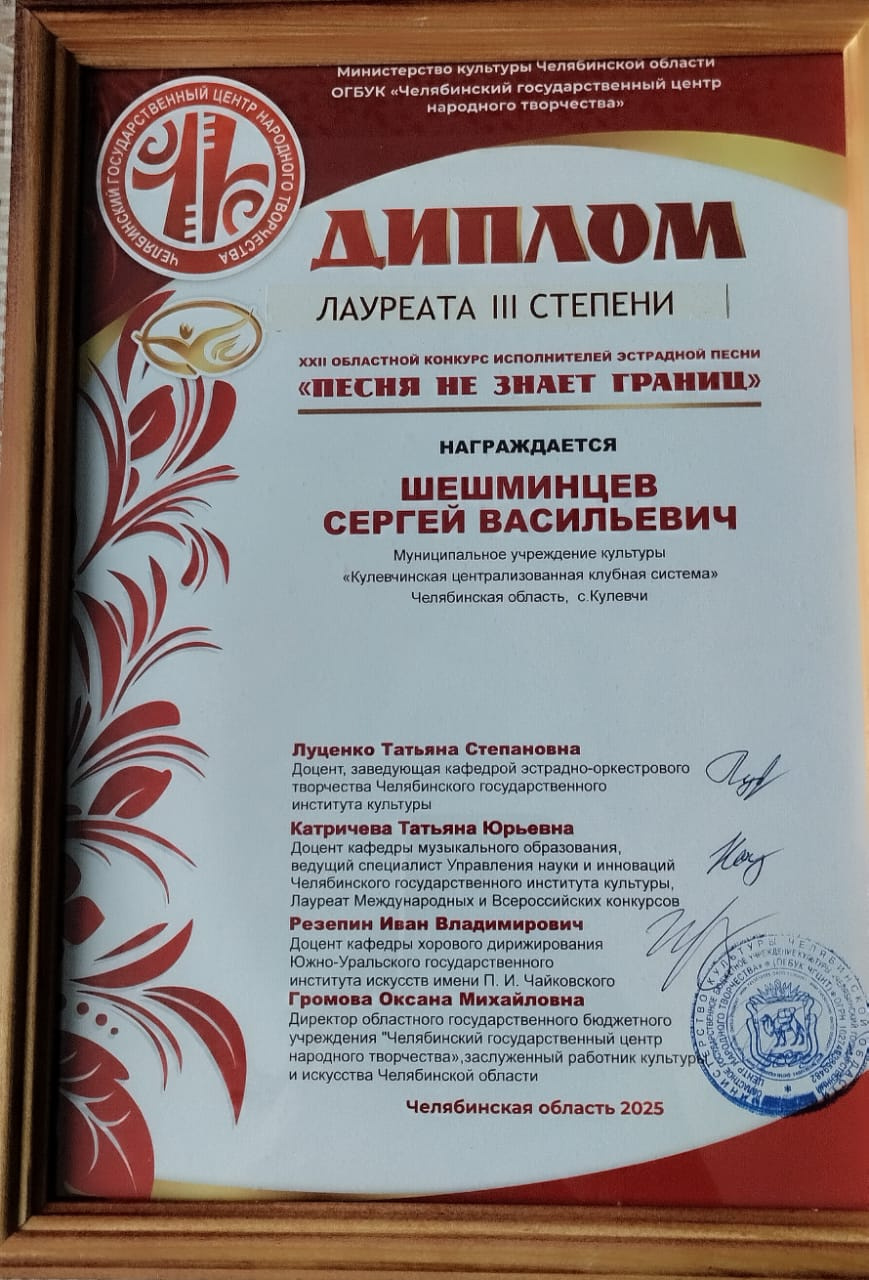 Министерство культуры Челябинской области
ОГБУК «Челябинский государственный центр
народного творчества»
ЧЕЛЯБИНСКИЙ ГОСУДАРСТВЕННЫЙ ЦЕНТР НАРОДНОГО ТВОРЧЕСТВА
ДИПЛОМ
ЛАУРЕАТА III СТЕПЕНИ
XXII ОБЛАСТНОЙ КОНКУРС ИСПОЛНИТЕЛЕЙ ЭСТРАДНОЙ ПЕСНИ
«ПЕСНЯ НЕ ЗНАЕТ ГРАНИЦ»
НАГРАЖДАЕТСЯ
ШЕШМИНЦЕВ
СЕРГЕЙ ВАСИЛЬЕВИЧ
Муниципальное учреждение культуры
«Кулевчинская централизованная клубная система»
Челябинская область, с.Кулевчи
Луценко Татьяна Степановна
Доцент, заведующая кафедрой эстрадно-оркестрового
творчества Челябинского государственного
института культуры
Катричева Татьяна Юрьевна
Доцент кафедры музыкального образования,
ведущий специалист Управления науки и инноваций
Челябинского государственного института культуры,
Лауреат Международных и Всероссийских конкурсов
Резепин Иван Владимирович
Доцент кафедры хорового дирижирования
Южно-Уральского государственного
института искусств имени П. И. Чайковского
Громова Оксана Михайловна
Директор областного государственного бюджетного
учреждения "Челябинский государственный центр
народного творчества»,заслуженный работник культуры
и искусства Челябинской области
МИНИСТЕРСТВО КУЛЬТУРЫ ЧЕЛЯБИНСКОЙ ОБЛАСТИ
Челябинская область 2025